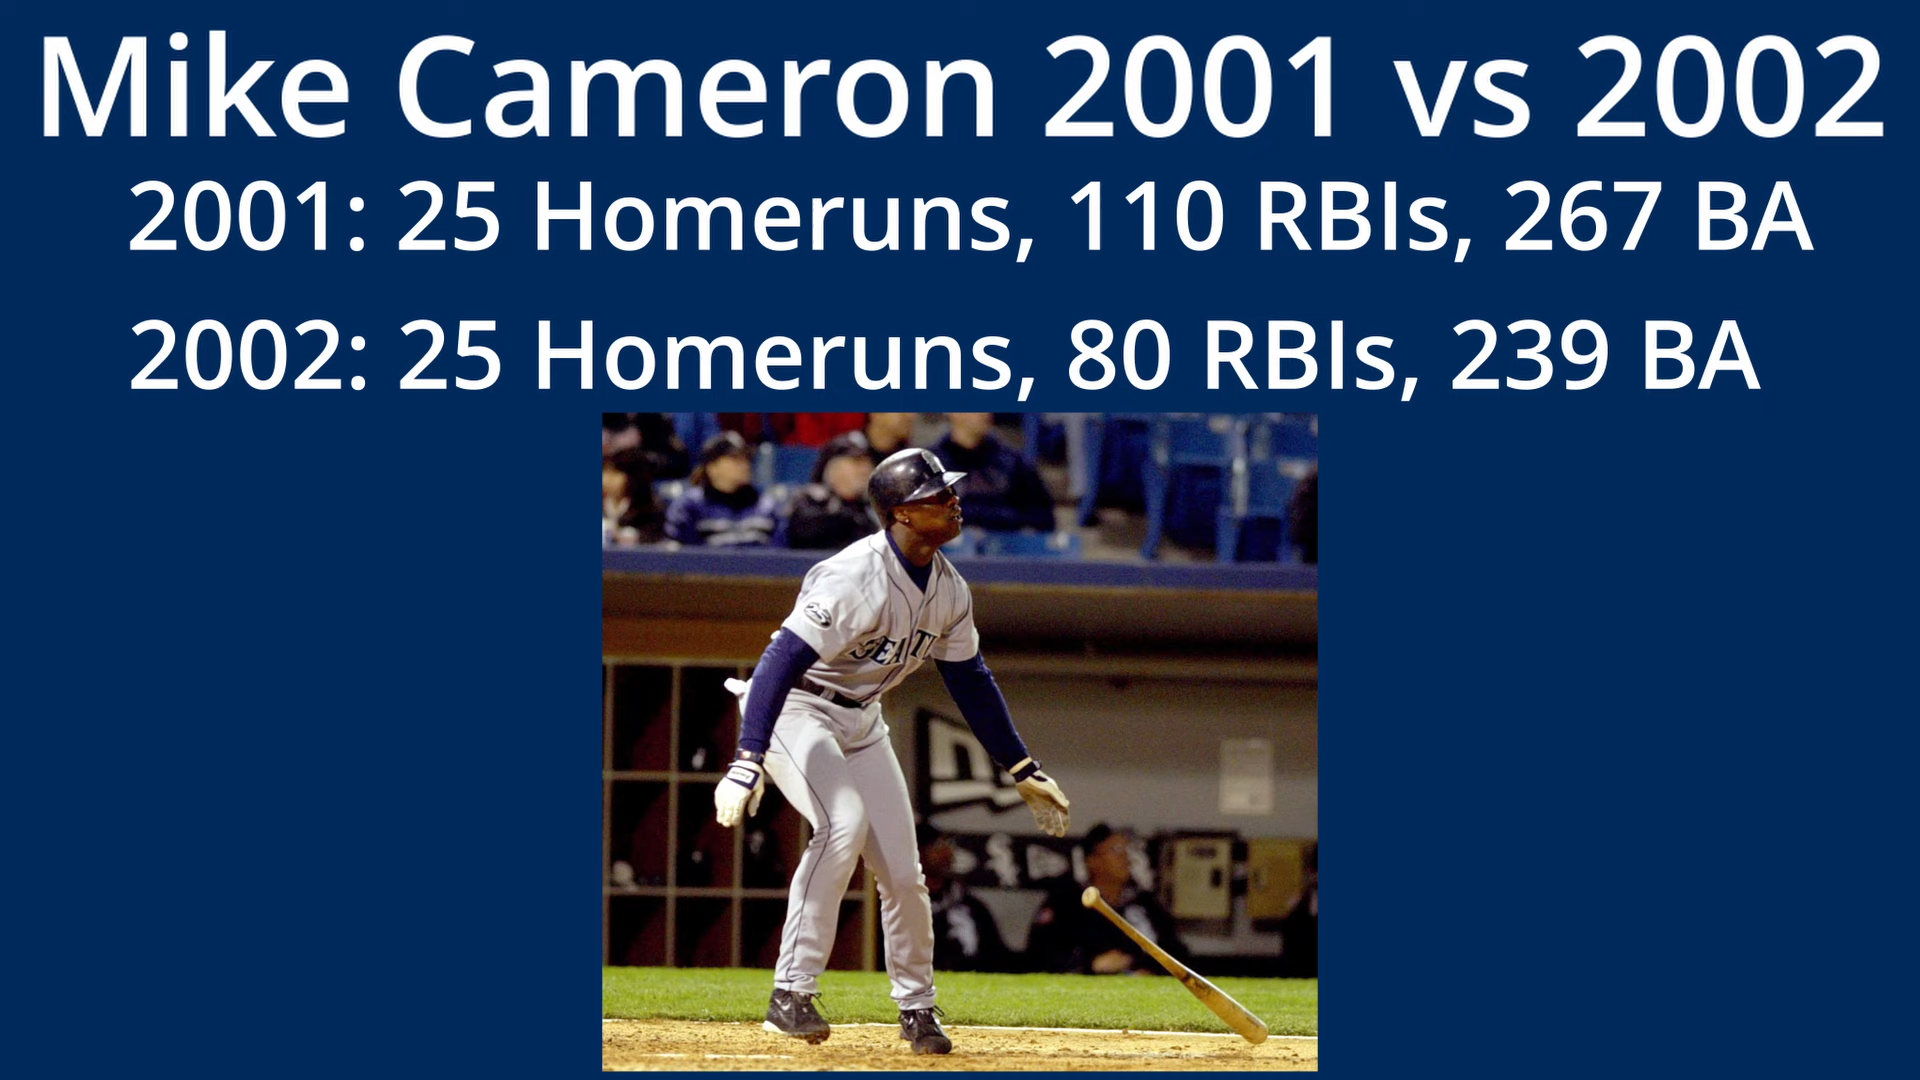 Mike Cameron 2001 vs 2002
2001: 25 Homeruns, 110 RBIs, 267 BA
2002: 25 Homeruns, 80 RBIs, 239 BA
SEATT